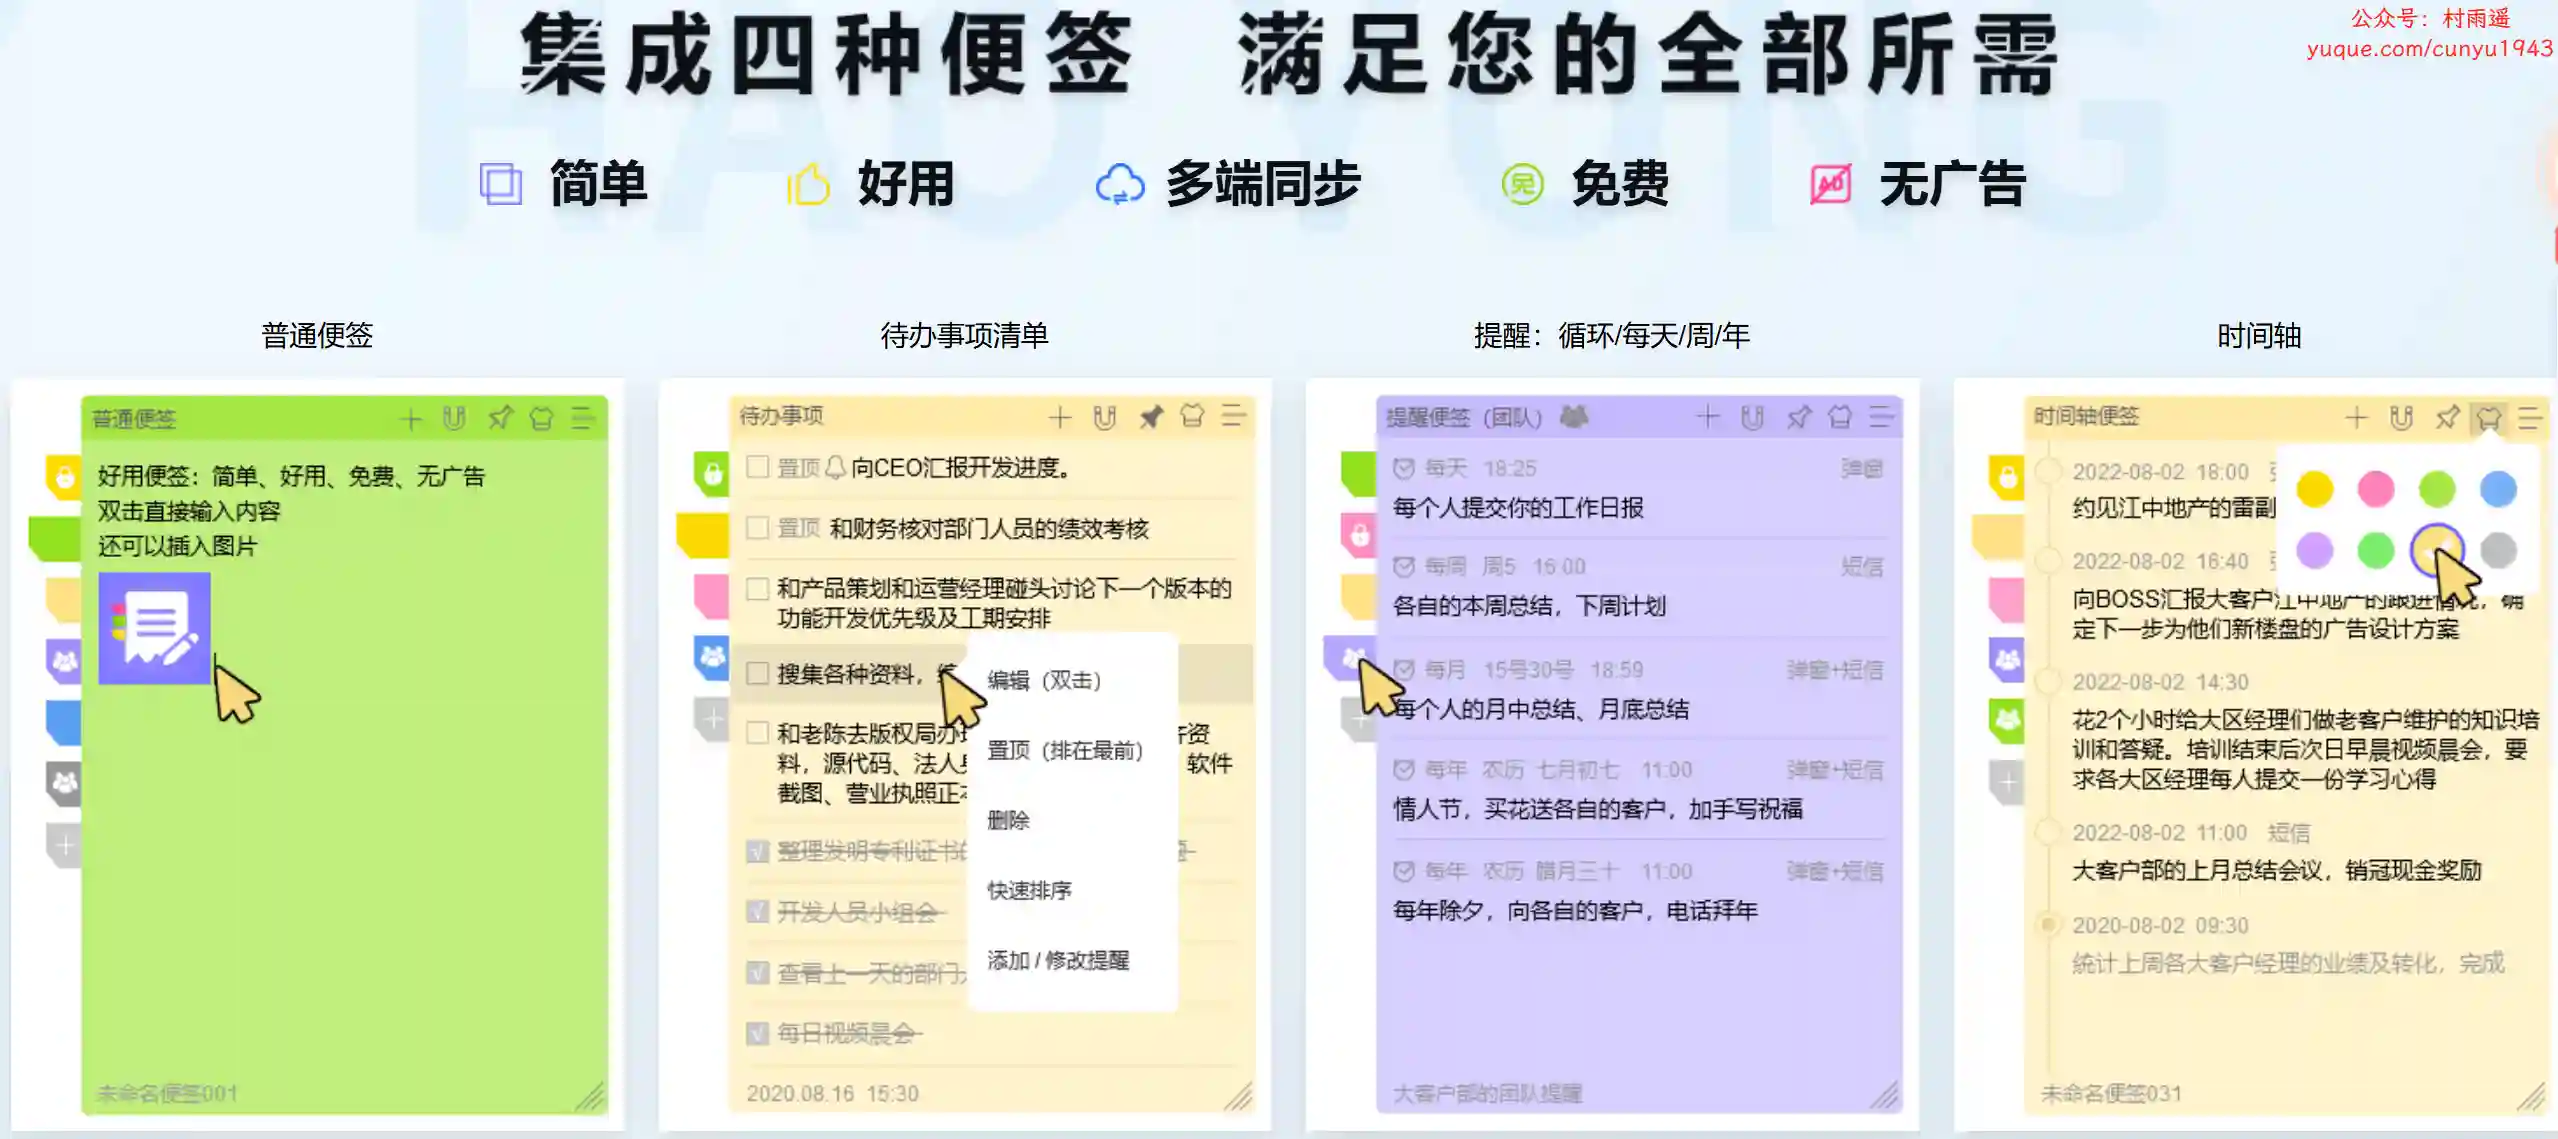 公众号：村雨遥
yuque.com/cunyu1943
集成四种便签 满足您的全部所需
简单
好用
多端同步
免费
AD
无广告
普通便签
待办事项清单
提醒：循环/每天/周/年
时间轴
普通便签
好用便签：简单、好用、免费、无广告
双击直接输入内容
还可以插入图片
未命名便签001
待办事项
置顶 向CEO汇报开发进度。
置顶 和财务核对部门人员的绩效考核
和产品策划和运营经理碰头讨论下一个版本的
功能开发优先级及工期安排
搜集各种资料，
和老陈去版权局办
资
料，源代码、法人
软件
截图、营业执照正
整理发明专利证书
开发人员小组会
查看上一天的部门
每日视频晨会
2020.08.16 15:30
编辑（双击）
置顶（排在最前）
删除
快速排序
添加 / 修改提醒
提醒便签（团队）
每天 18:25 弹窗
每个人提交你的工作日报
每周 周5 16:00 短信
各自的本周总结，下周计划
每月 15号30号 18:59 弹窗+短信
每个人的月中总结、月底总结
每年 农历 七月初七 11:00 弹窗+短信
情人节，买花送各自的客户，加手写祝福
每年 农历 腊月三十 11:00 弹窗+短信
每年除夕，向各自的客户，电话拜年
大客户部的团队提醒
时间轴便签
2022-08-02 18:00
约见江中地产的雷副
2022-08-02 16:40
向BOSS汇报大客户江中地产的跟进情况，确
定下一步为他们新楼盘的广告设计方案
2022-08-02 14:30
花2个小时给大区经理们做老客户维护的知识培
训和答疑。培训结束后次日早晨视频晨会，要
求各大区经理每人提交一份学习心得
2022-08-02 11:00 短信
大客户部的上月总结会议，销冠现金奖励
2020-08-02 09:30
统计上周各大客户经理的业绩及转化，完成
未命名便签031